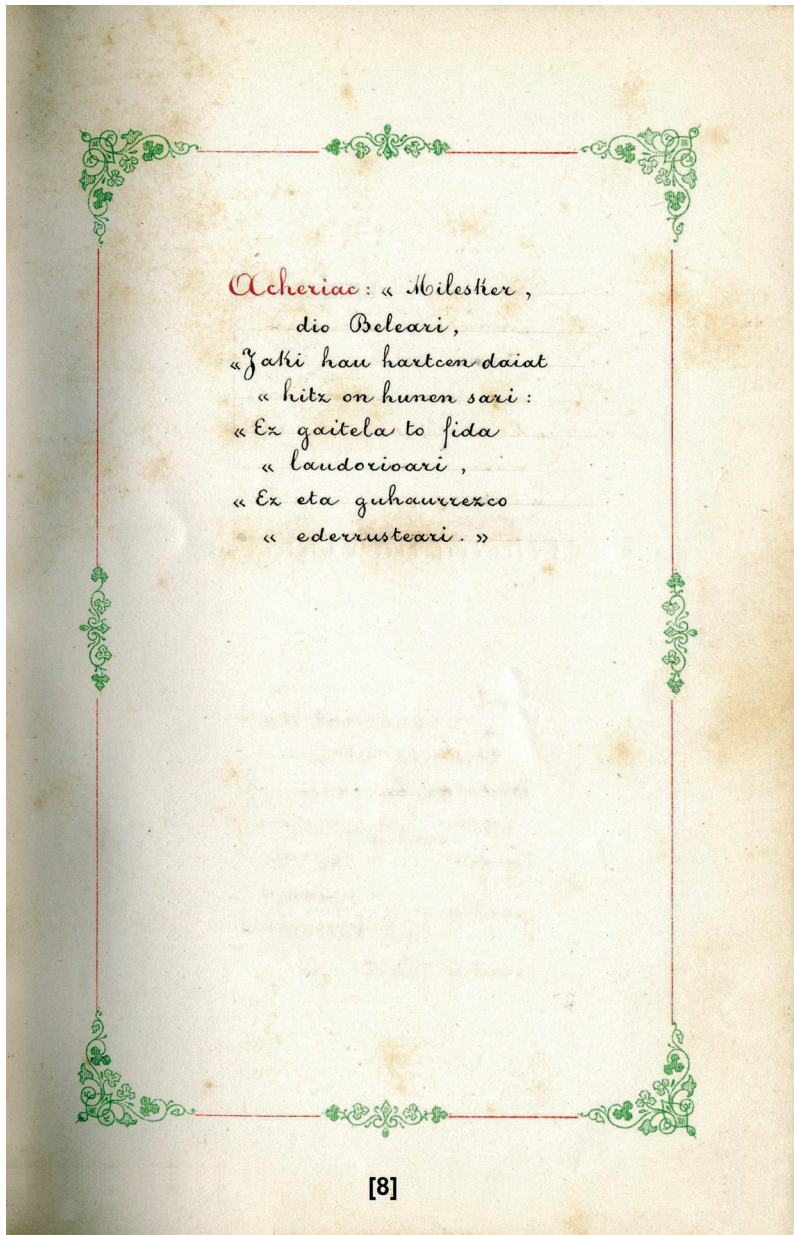 Acheriac : « Milesker ,
dio Beleari ,
« Jaki hau hartcen daiat
« hitz on hunen sari :
« Ez gaitela to fida
« laudorioari ,
« Ez eta guhaurrezco
« ederrusteari . »
[8]